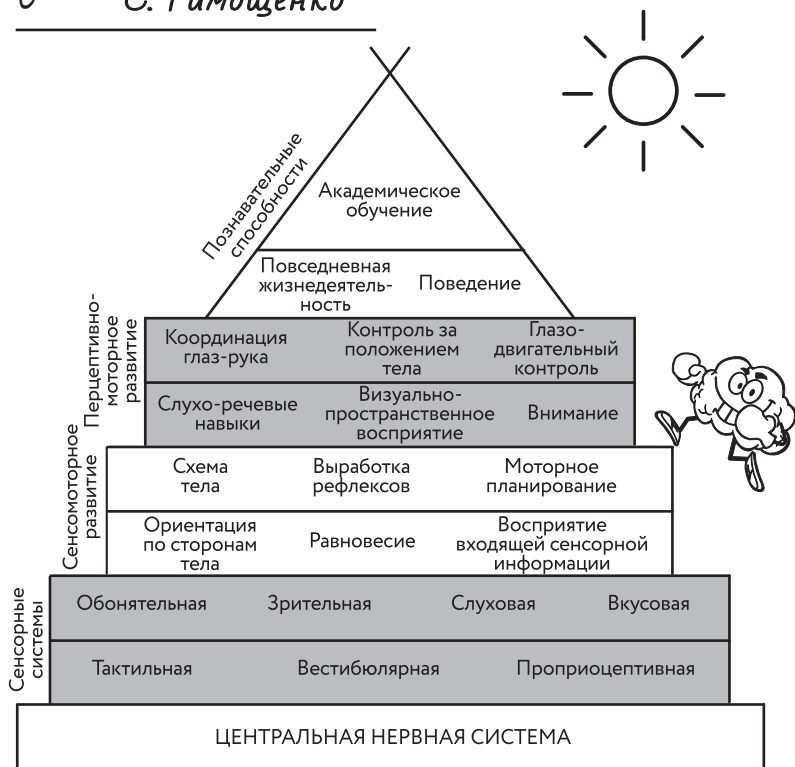 Е. Тимощенко
Познавательные
способности
Академическое
обучение
Повседневная
жизнедеятель-
ность
Поведение
Перцептивно-
моторное
развитие
Координация
глаз-рука
Контроль за
положением
тела
Глазо-
двигательный
контроль
Слухо-речевые
навыки
Визуально-
пространственное
восприятие
Внимание
Сенсомоторное
развитие
Схема
тела
Выработка
рефлексов
Моторное
планирование
Ориентация
по сторонам
тела
Равновесие
Восприятие
входящей сенсорной
информации
Сенсорные
системы
Обонятельная
Зрительная
Слуховая
Вкусовая
Тактильная
Вестибюлярная
Проприоцептивная
ЦЕНТРАЛЬНАЯ НЕРВНАЯ СИСТЕМА